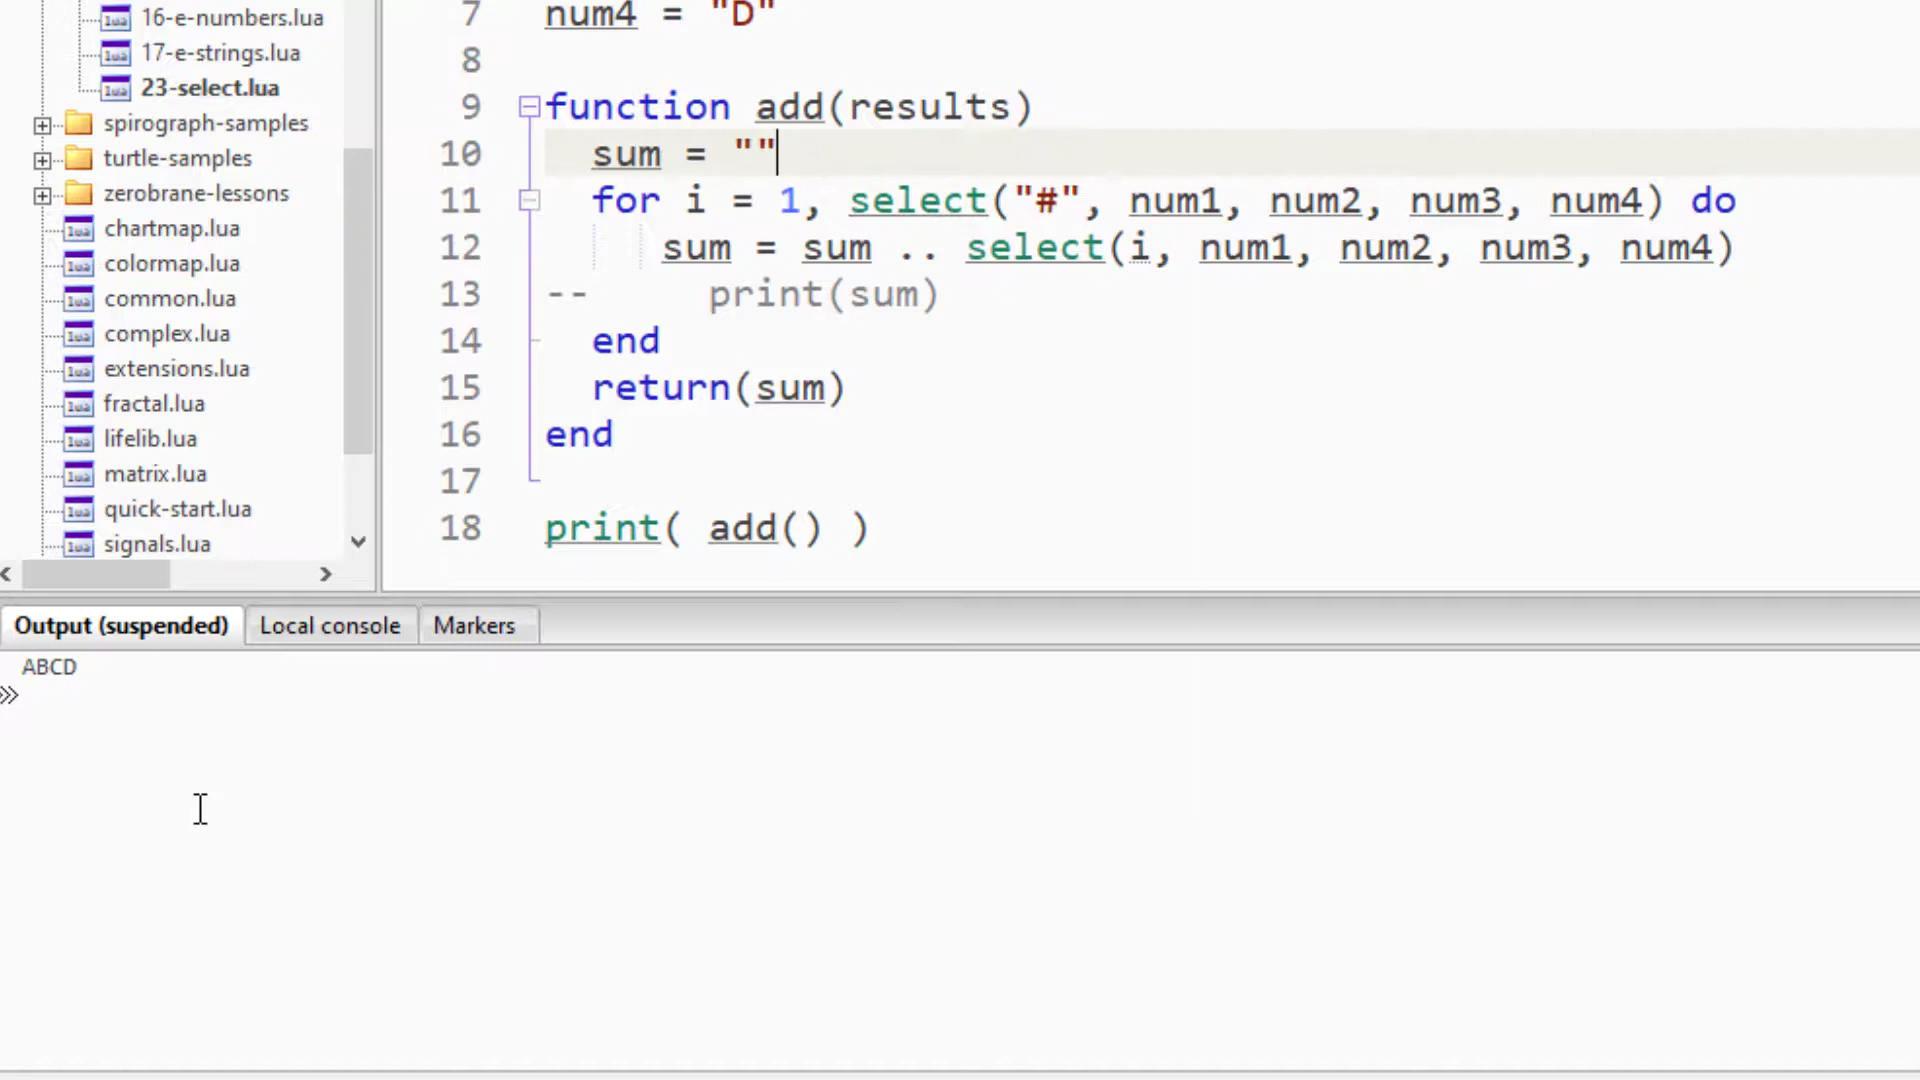 16-e-numbers.lua
17-e-strings.lua
23-select.lua
spirograph-samples
turtle-samples
zerobrane-lessons
chartmap.lua
colormap.lua
common.lua
complex.lua
extensions.lua
fractal.lua
lifelib.lua
matrix.lua
quick-start.lua
signals.lua
7 num4 = "D"
8
9 function add(results)
10 sum = ""
11 for i = 1, select("#", num1, num2, num3, num4) do
12 sum = sum .. select(i, num1, num2, num3, num4)
13 -- print(sum)
14 end
15 return(sum)
16 end
17
18 print( add() )
Output (suspended) Local console Markers
ABCD